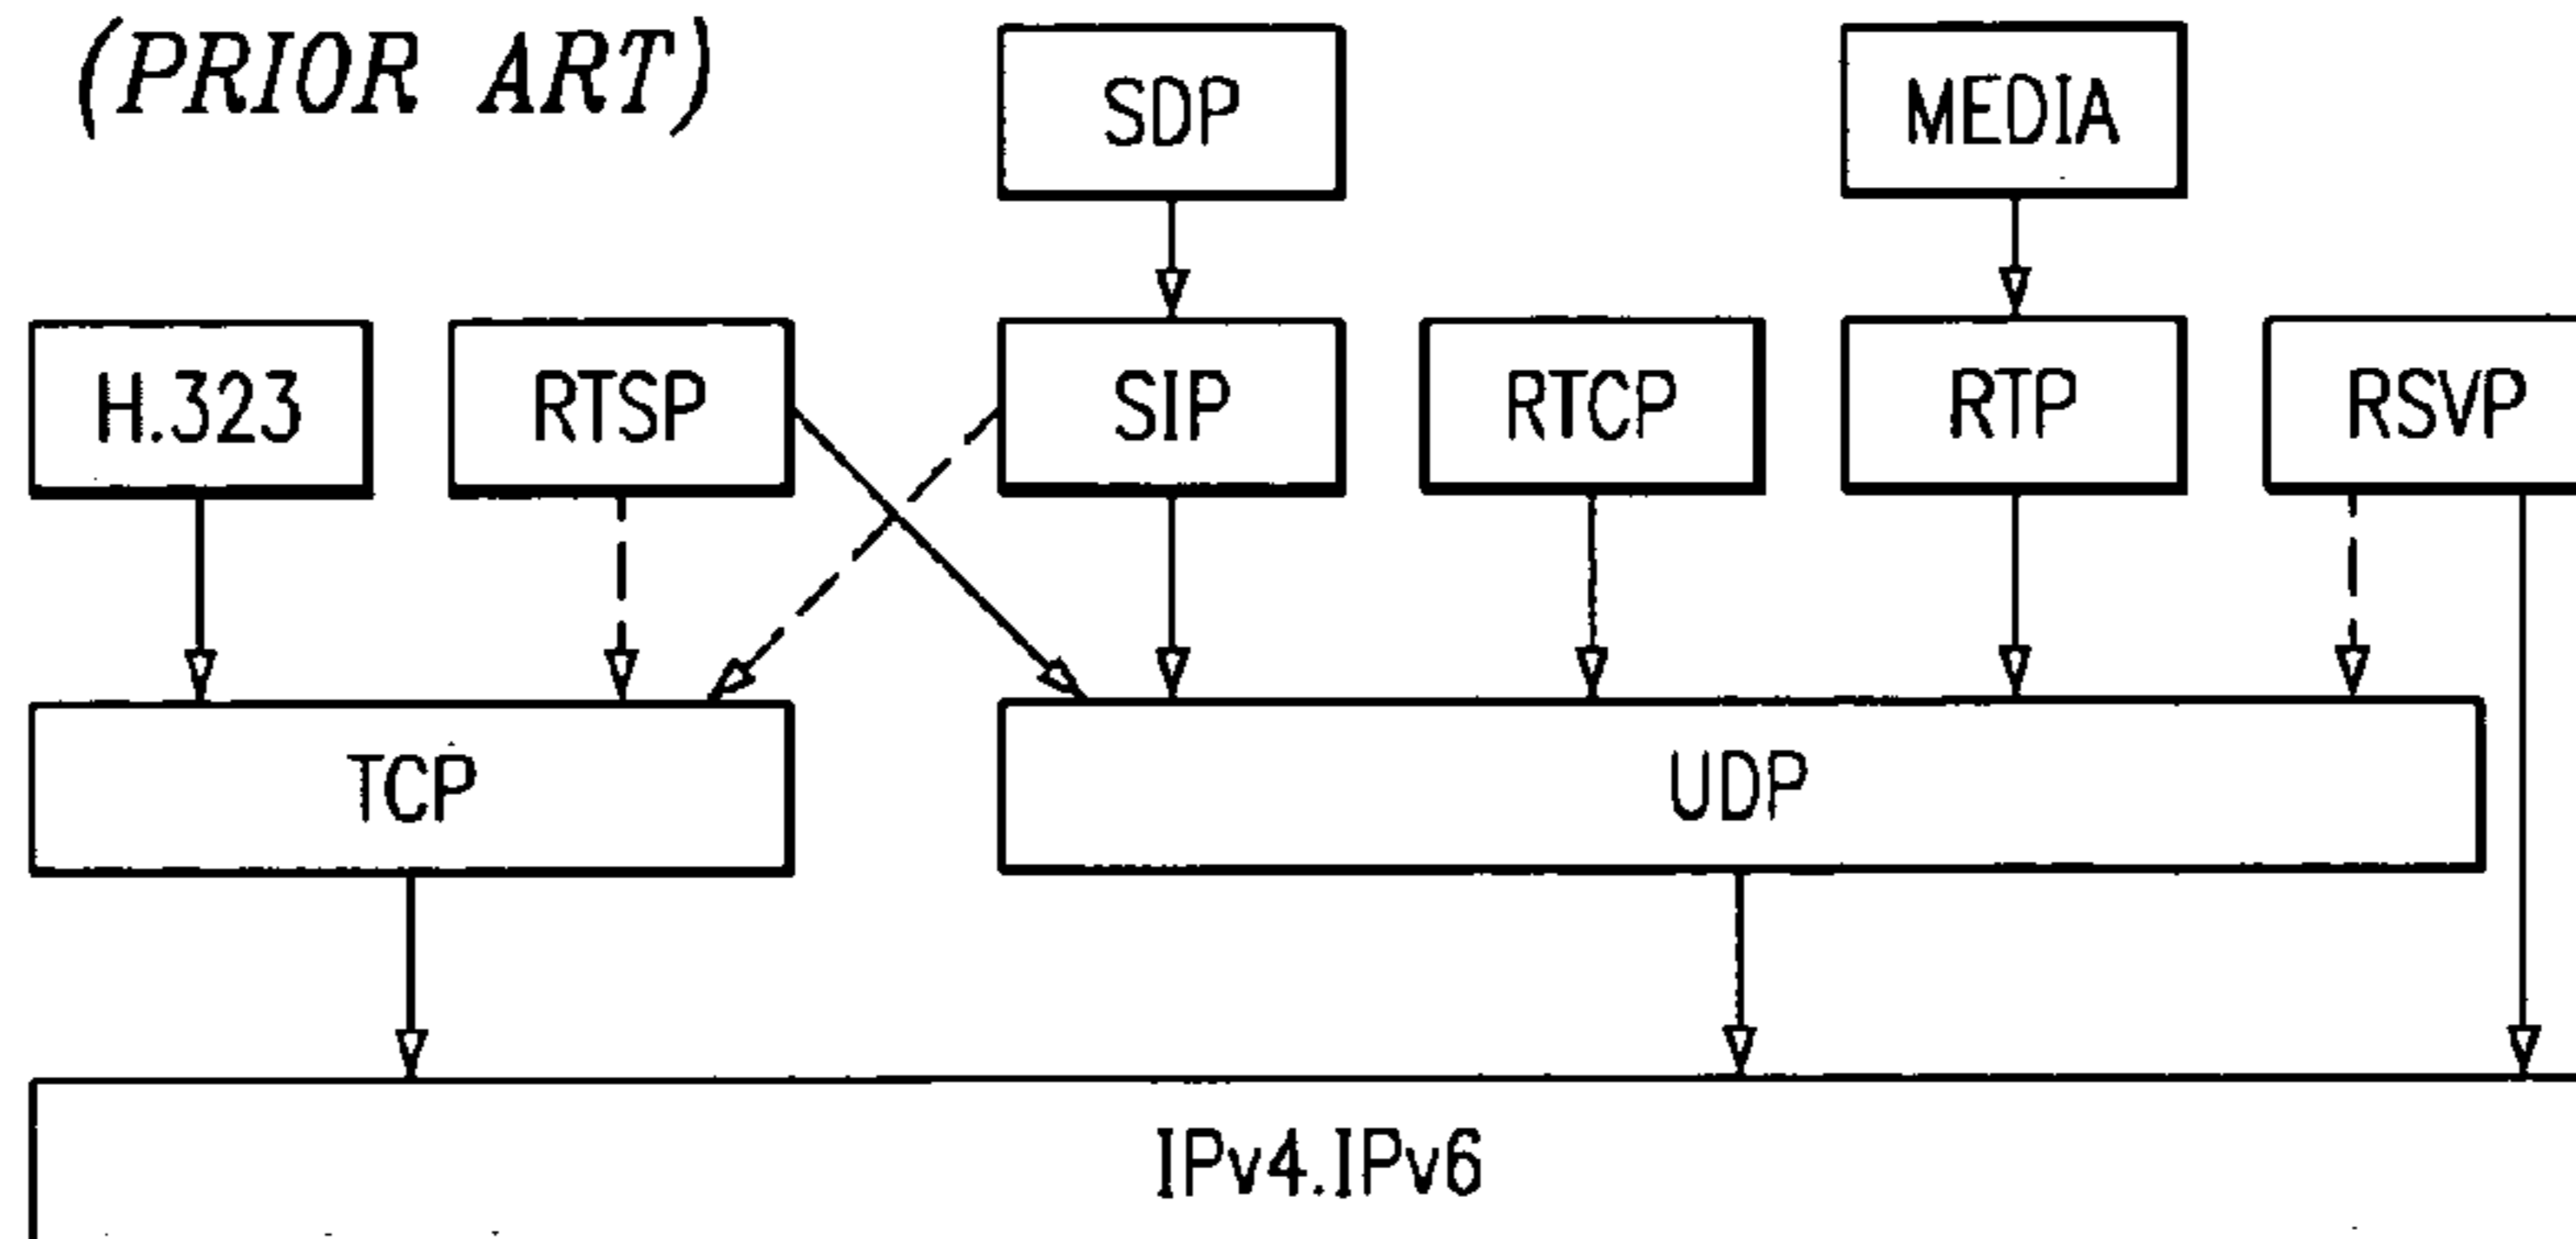 (PRIOR ART)
SDP
MEDIA
H.323
RTSP
SIP
RTCP
RTP
RSVP
TCP
UDP
IPv4.IPv6